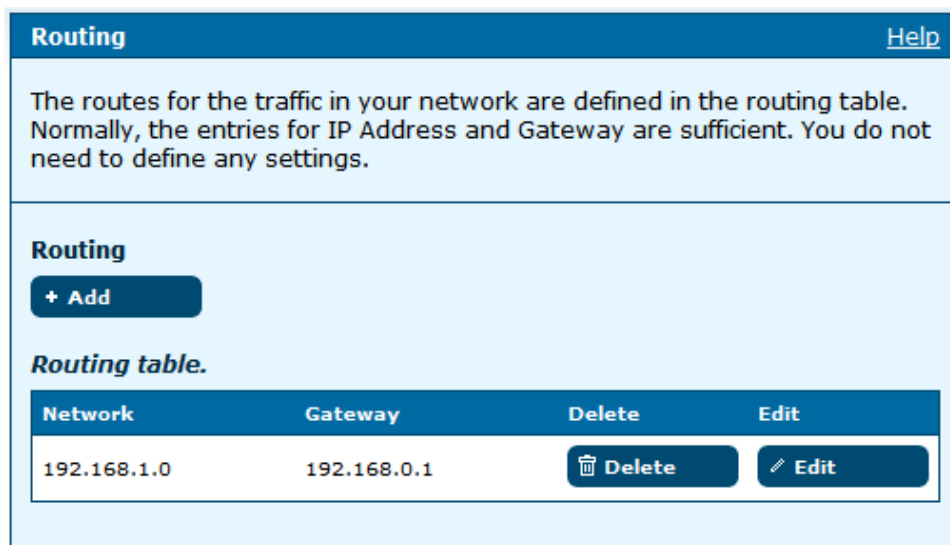 Routing Help
The routes for the traffic in your network are defined in the routing table.
Normally, the entries for IP Address and Gateway are sufficient. You do not
need to define any settings.
Routing
+ Add
Routing table.
Network Gateway Delete Edit
192.168.1.0 192.168.0.1 Delete Edit